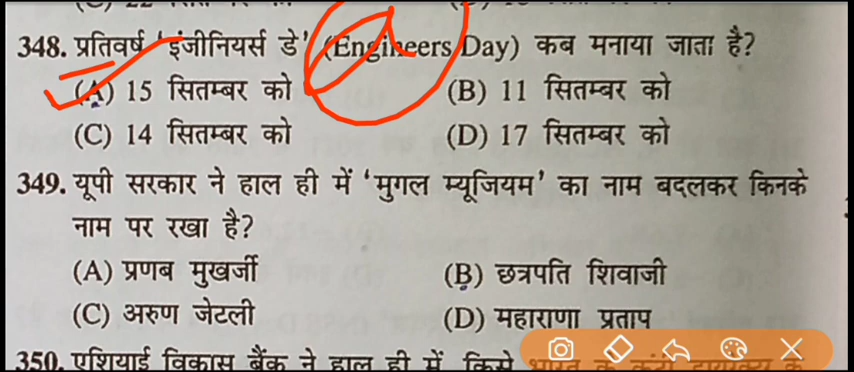 348. प्रतिवर्ष 'इंजीनियर्स डे' (Engineers Day) कब मनाया जाता है?
(A) 15 सितम्बर को (B) 11 सितम्बर को
(C) 14 सितम्बर को (D) 17 सितम्बर को
349. यूपी सरकार ने हाल ही में 'मुगल म्यूजियम' का नाम बदलकर किनके
नाम पर रखा है?
(A) प्रणब मुखर्जी (B) छत्रपति शिवाजी
(C) अरुण जेटली (D) महाराणा प्रताप
350. एशियाई विकास बैंक ने हाल ही में किसे भारत